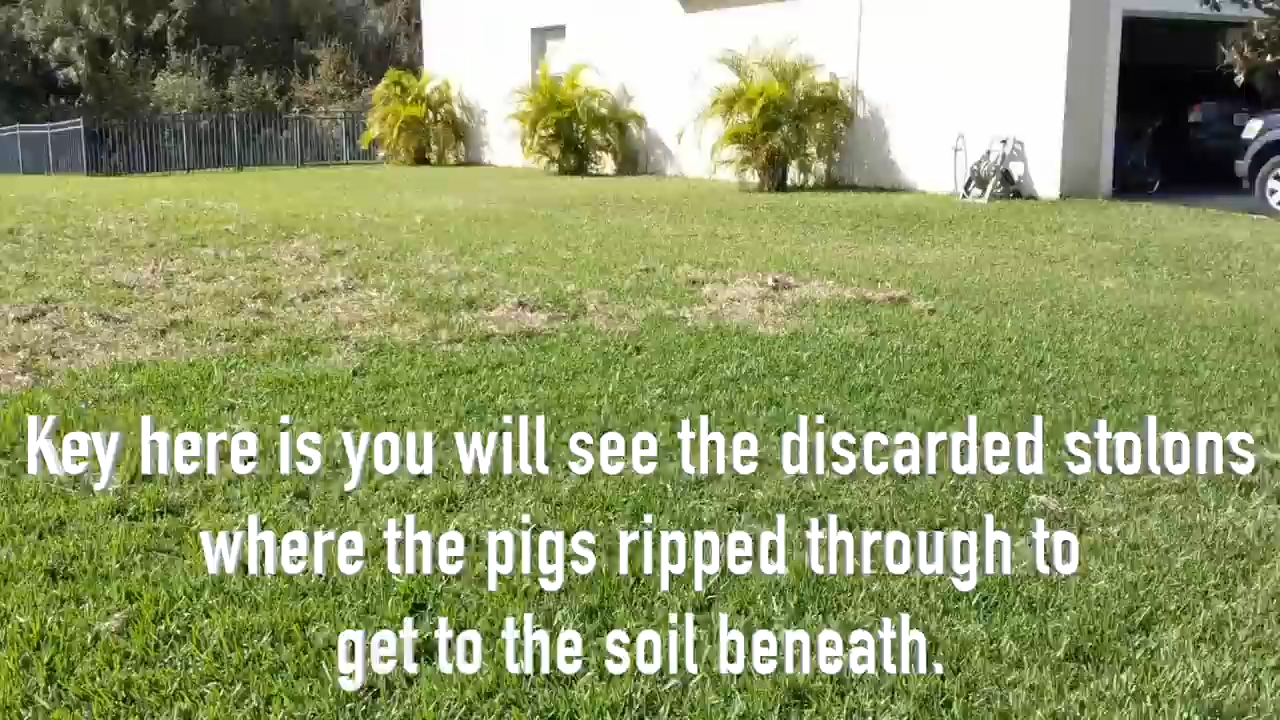 Key here is you will see the discarded stolons
where the pigs ripped through to
get to the soil beneath.